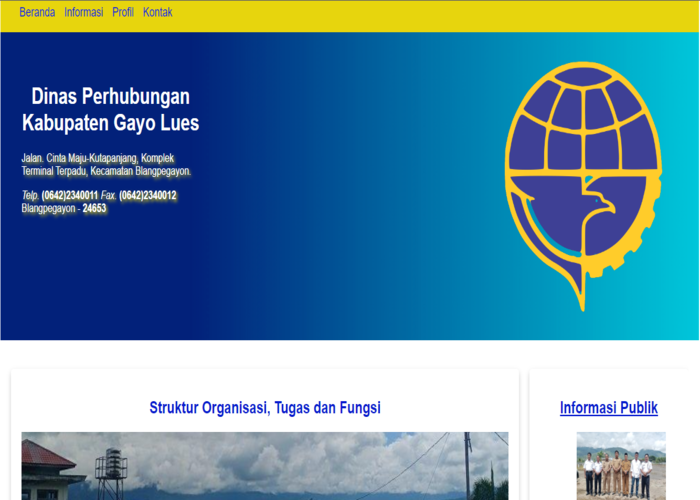 Beranda Informasi Profil Kontak
Dinas Perhubungan
Kabupaten Gayo Lues
Jalan. Cinta Maju-Kutapanjang, Komplek
Terminal Terpadu, Kecamatan Blangpegayon.
Telp. (0642)2340011 Fax. (0642)2340012
Blangpegayon - 24653
Struktur Organisasi, Tugas dan Fungsi
Informasi Publik